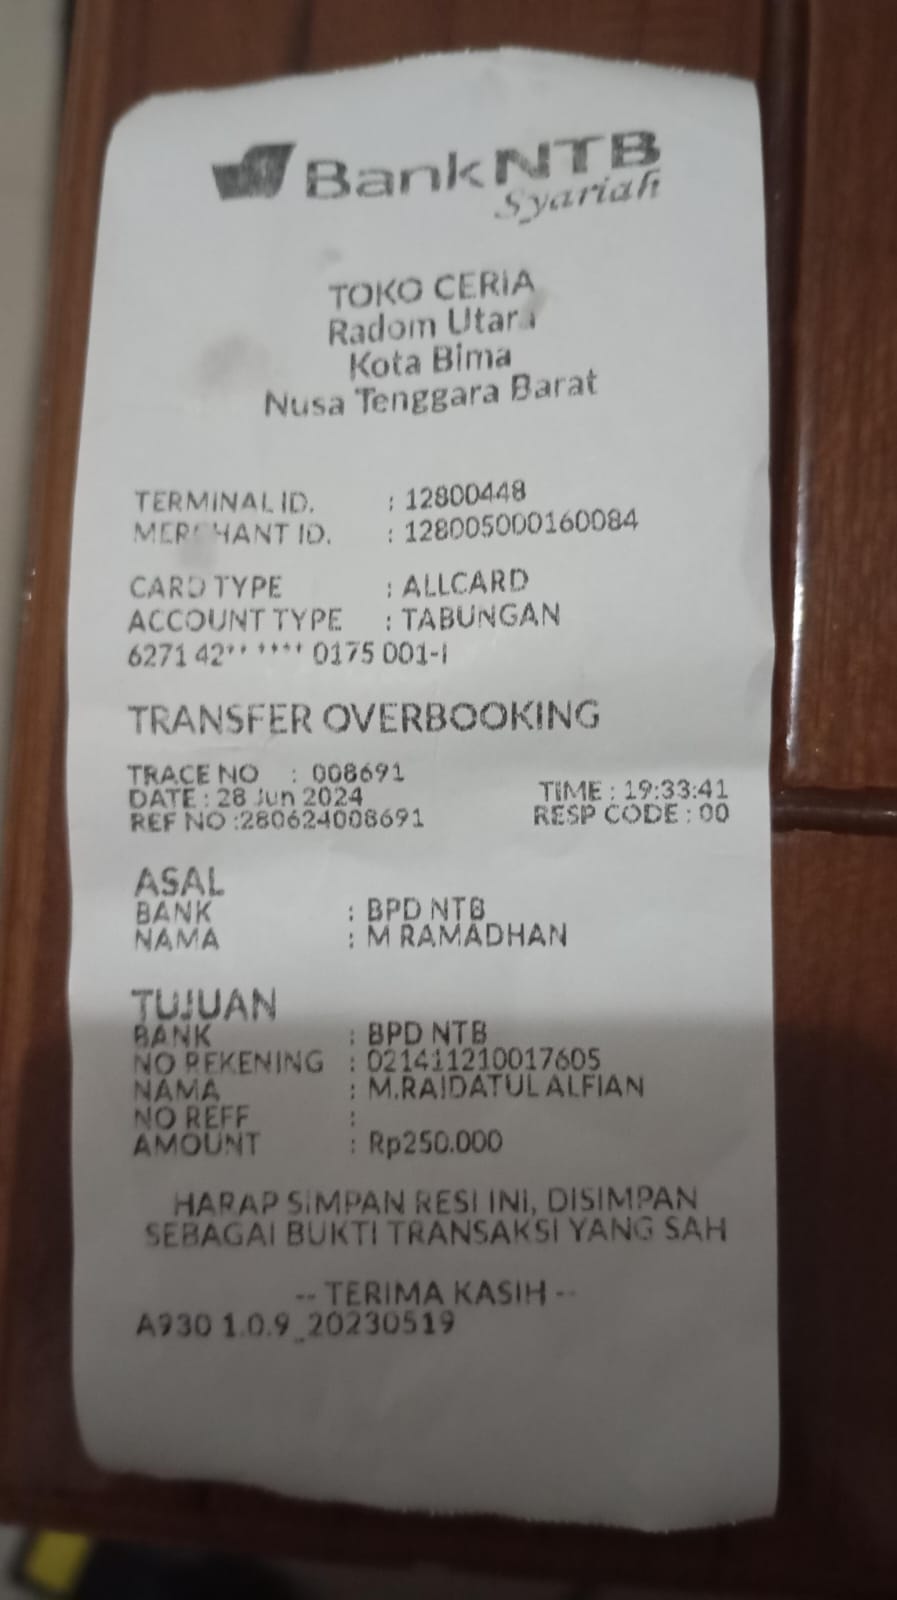 BankNTB
Syariah
TOKO CERIA
Radom Utara
Kota Bima
Nusa Tenggara Barat
TERMINAL ID. : 12800448
MERCHANT ID. : 128005000160084
CARD TYPE : ALLCARD
ACCOUNT TYPE : TABUNGAN
6271 42** **** 0175 001-I
TRANSFER OVERBOOKING
TRACE NO : 008691
DATE : 28 Jun 2024 TIME : 19:33:41
REF NO :280624008691 RESP CODE : 00
ASAL
BANK : BPD NTB
NAMA : M RAMADHAN
TUJUAN
BANK : BPD NTB
NO REKENING : 021411210017605
NAMA : M.RAIDATUL ALFIAN
NO REFF :
AMOUNT : Rp250.000
HARAP SIMPAN RESI INI, DISIMPAN
SEBAGAI BUKTI TRANSAKSI YANG SAH
-- TERIMA KASIH --
A930 1.0.9_20230519